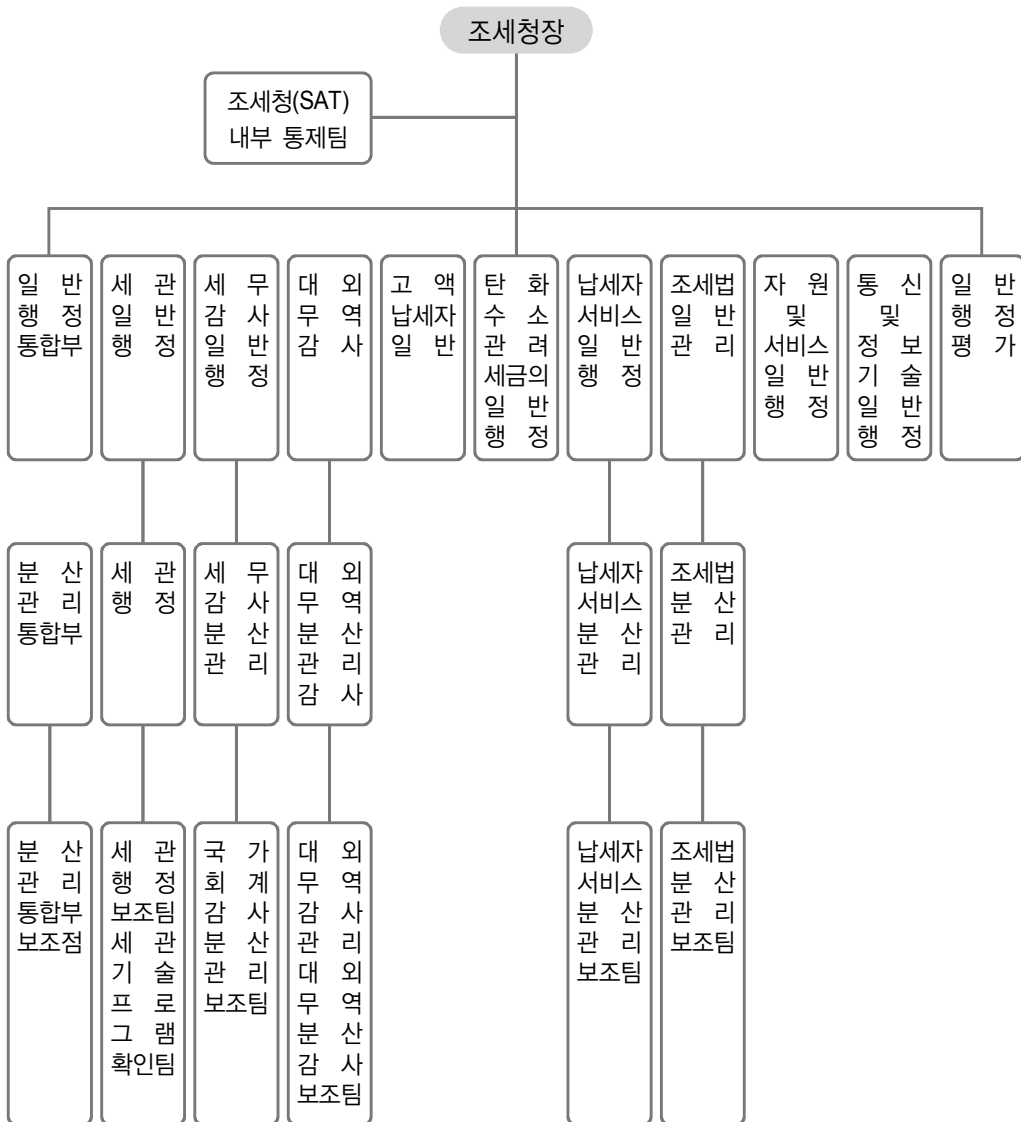 조세청장
조세청(SAT)
내부 통제팀
일 반
행 정
통합부
세 관
일 반
행 정
세 무
감 사
일 반
행 정
대 외
무 역
감 사
고 액
납세자
일 반
탄 화
수 소
관 려
세금의
일 반
행 정
납세자
서비스
일 반
행 정
조세법
일 반
관 리
자 원
및
서비스
일 반
행 정
통 신
및
정 보
기 술
일 반
행 정
일 반
행 정
평 가
분 산
관 리
통합부
세 관
행 정
세 무
감 사
분 산
관 리
대 외
무 역
분 산
관 리
감 사
납세자
서비스
분 산
관 리
조세법
분 산
관 리
분 산
관 리
통합부
보조점
세 관
행 정
보조팀
세 관
기 술
프 로
그 램
확인팀
국 가
회 계
감 사
분 산
관 리
보조팀
대 외
무 역
감 사
관 리
대 외
무 역
분 산
감 사
보조팀
납세자
서비스
분 산
관 리
보조팀
조세법
분 산
관 리
보조팀